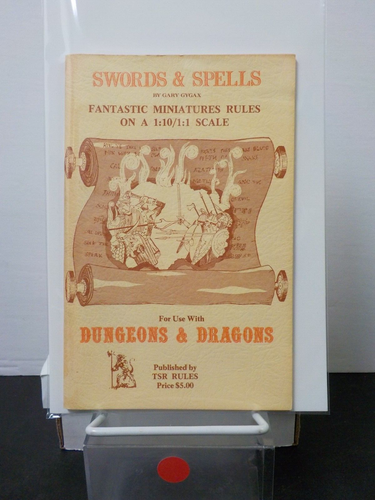 SWORDS & SPELLS
BY GARY GYGAX
FANTASTIC MINIATURES RULES
ON A 1:10/1:1 SCALE
For Use With
DUNGEONS & DRAGONS
Published by
TSR RULES
Price $5.00